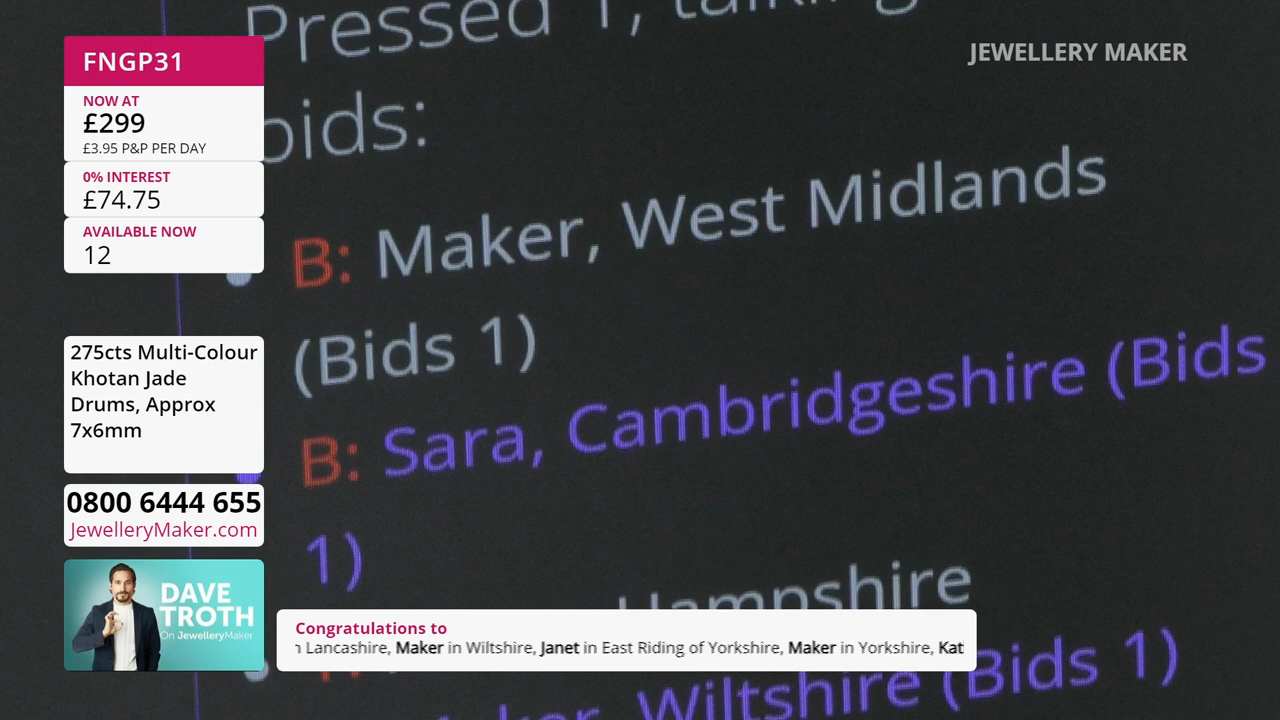 FNGP31
NOW AT
£299
£3.95 P&P PER DAY
0% INTEREST
£74.75
AVAILABLE NOW
12
275cts Multi-Colour
Khotan Jade
Drums, Approx
7x6mm
0800 6444 655
JewelleryMaker.com
DAVE
TROTH
On JewelleryMaker
JEWELLERY MAKER
Pressed 1, talking
bids:
B: Maker, West Midlands
(Bids 1)
B: Sara, Cambridgeshire (Bids
1)
Hampshire
Wiltshire (Bids 1)
Congratulations to
Lancashire, Maker in Wiltshire, Janet in East Riding of Yorkshire, Maker in Yorkshire, Kat